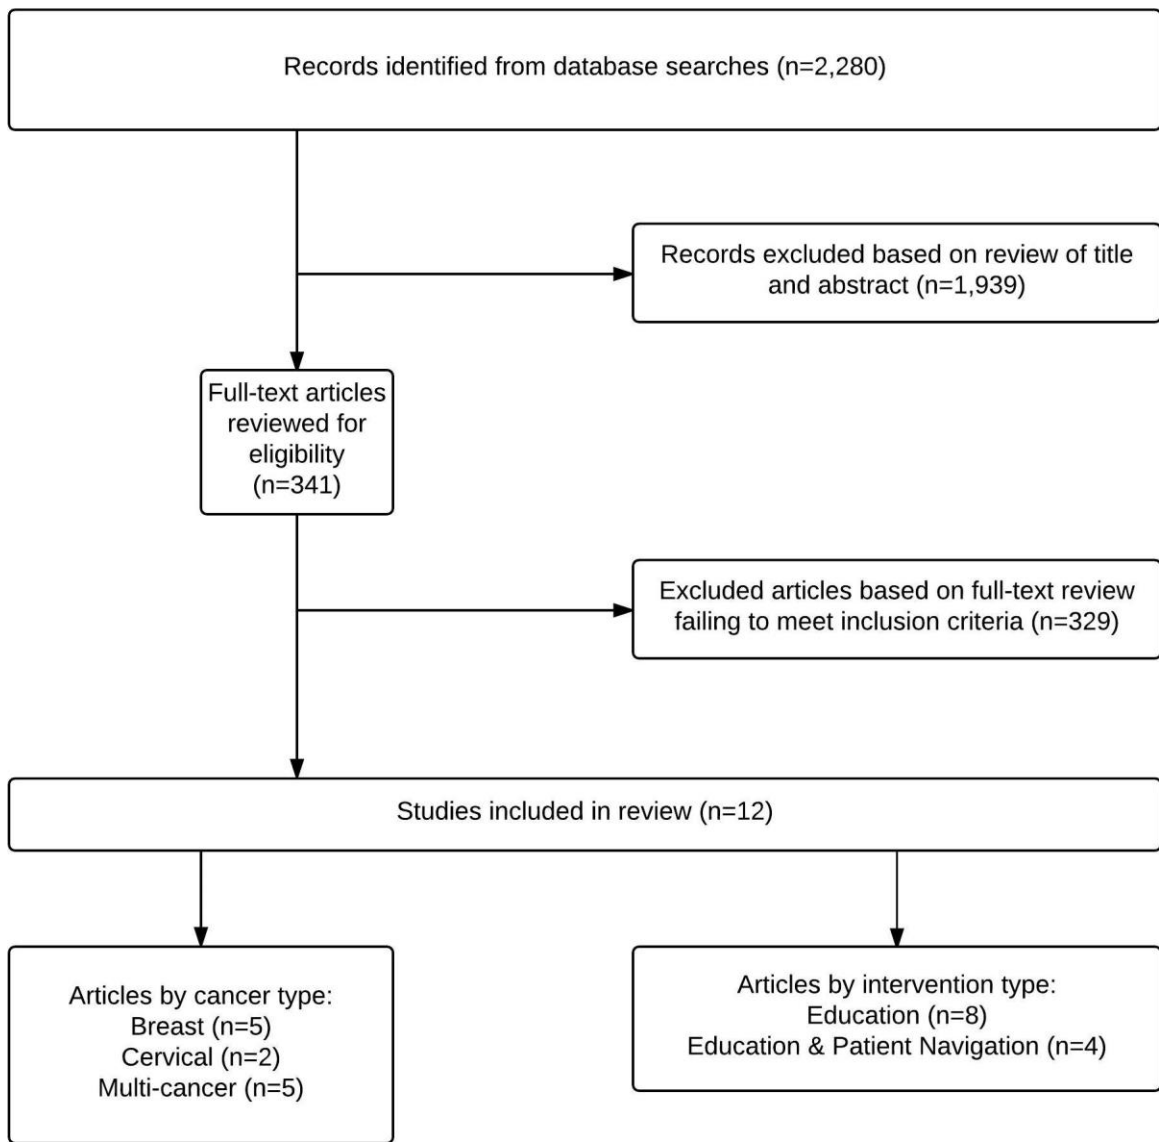 Records identified from database searches (n=2,280)
Records excluded based on review of title
and abstract (n=1,939)
Full-text articles
reviewed for
eligibility
(n=341)
Excluded articles based on full-text review
failing to meet inclusion criteria (n=329)
Studies included in review (n=12)
Articles by cancer type:
Breast (n=5)
Cervical (n=2)
Multi-cancer (n=5)
Articles by intervention type:
Education (n=8)
Education & Patient Navigation (n=4)